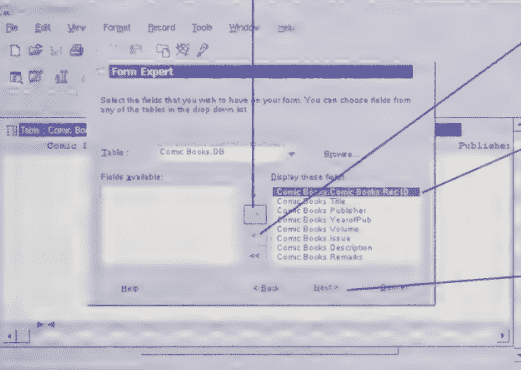 File Edit View Format Record Tools Window Help
Form Expert
Select the fields that you wish to have on your form. You can choose fields from
any of the tables in the drop down list.
Table : Comic Bo
Comic Publisher
Table : Comic Books.DB Browse...
Fields available: Display these fields
Comic Books.Comic Books Rec ID
Comic Books Title
Comic Books Publisher
Comic Books YearofPub
Comic Books Volume
Comic Books.Issue
Comic Books Description
Comic Books Remarks
<<
Help < Back Next > Cancel